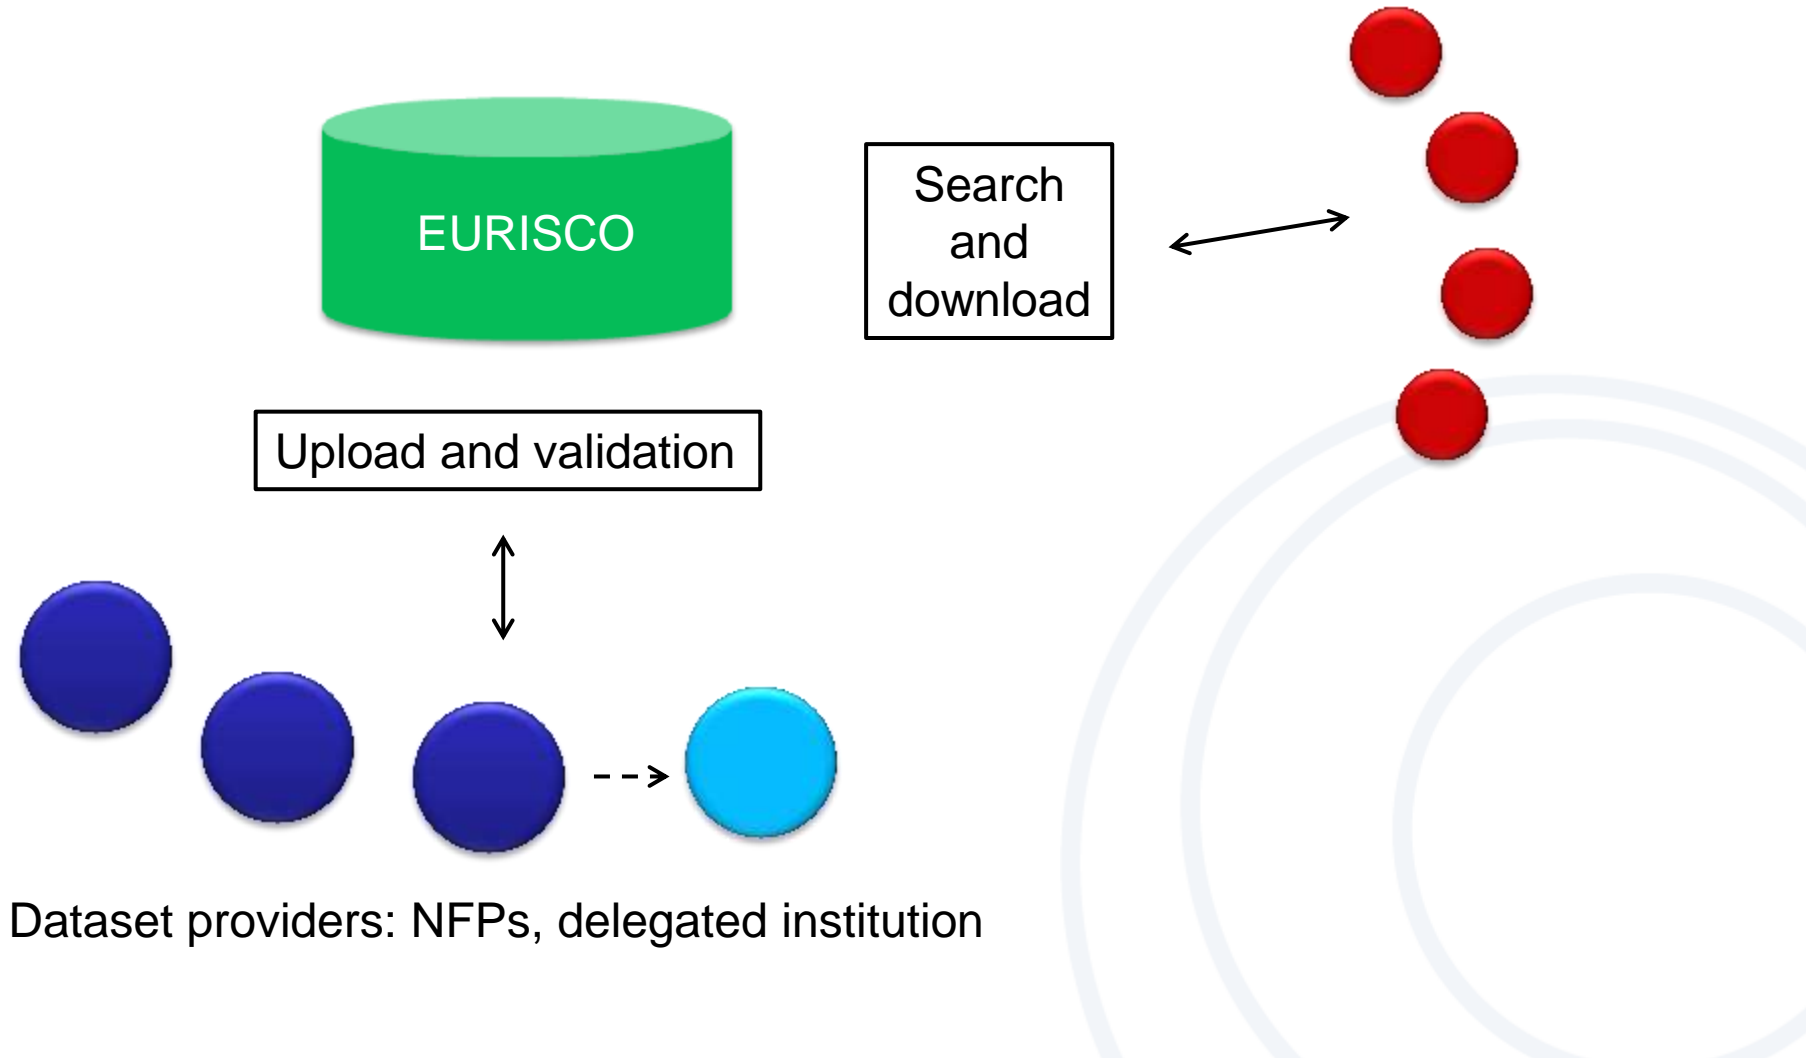 EURISCO
Search
and
download
Upload and validation
Dataset providers: NFPs, delegated institution